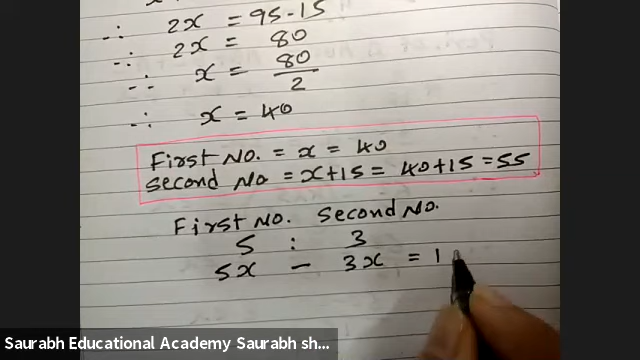 ∴ 2x = 95-15
∴ 2x = 80
∴ x = 80/2
∴ x = 40
First No. = x = 40
Second No = x+15 = 40+15 = 55
First No. Second No.
5 : 3
5x - 3x = 1
Saurabh Educational Academy Saurabh sh...